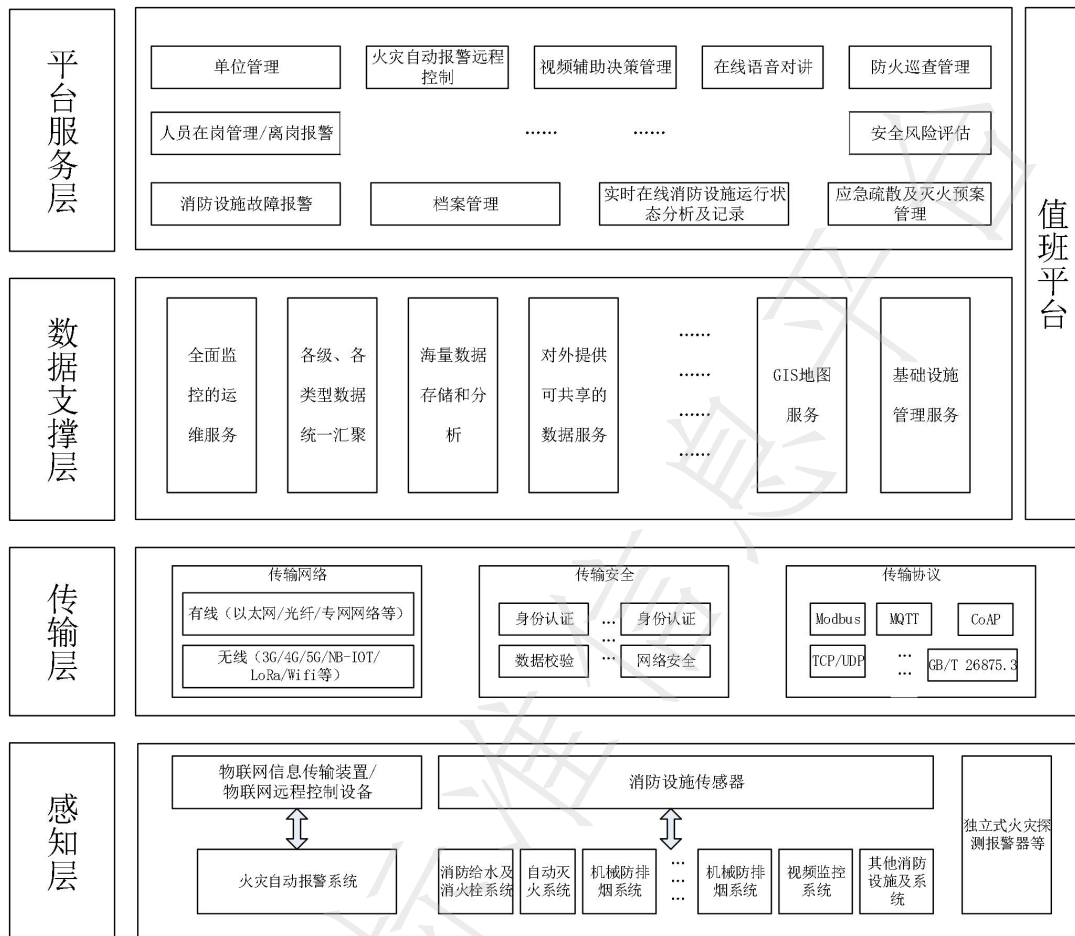 平台服务层
单位管理
火灾自动报警远程
控制
视频辅助决策管理
在线语音对讲
防火巡查管理
人员在岗管理/离岗报警
……
……
安全风险评估
消防设施故障报警
档案管理
实时在线消防设施运行状
态分析及记录
应急疏散及灭火预案
管理
值班平台
数据支撑层
全面监
控的运
维服务
各级、各
类型数据
统一汇聚
海量数据
存储和分
析
对外提供
可共享的
数据服务
……
……
……
……
GIS地图
服务
基础设施
管理服务
传输层
传输网络
有线（以太网/光纤/专网网络等）
无线（3G/4G/5G/NB-IOT/
LoRa/Wifi等）
传输安全
身份认证
…
身份认证
…
数据校验
…
网络安全
传输协议
Modbus
MQTT
CoAP
TCP/UDP
…
…
GB/T 26875.3
感知层
物联网信息传输装置/
物联网远程控制设备
消防设施传感器
独立式火灾探
测报警器等
火灾自动报警系统
消防给水及
消火栓系统
自动灭
火系统
机械防排
烟系统
…
…
…
机械防排
烟系统
视频监控
系统
其他消防
设施及系
统